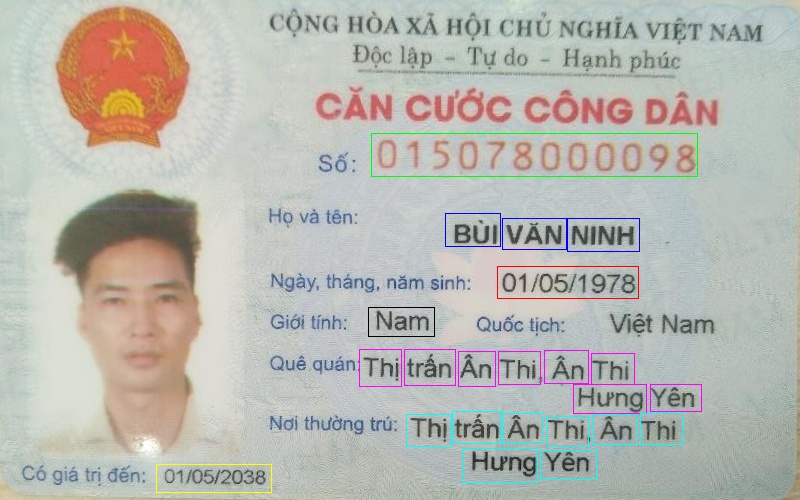 CỘNG HÒA XÃ HỘI CHỦ NGHĨA VIỆT NAM
Độc lập - Tự do - Hạnh phúc
CĂN CƯỚC CÔNG DÂN
Số: 015078000098
Họ và tên: BÙI VĂN NINH
Ngày, tháng, năm sinh: 01/05/1978
Giới tính: Nam Quốc tịch: Việt Nam
Quê quán: Thị trấn Ân Thi, Ân Thi
Hưng Yên
Nơi thường trú: Thị trấn Ân Thi, Ân Thi
Hưng Yên
Có giá trị đến: 01/05/2038